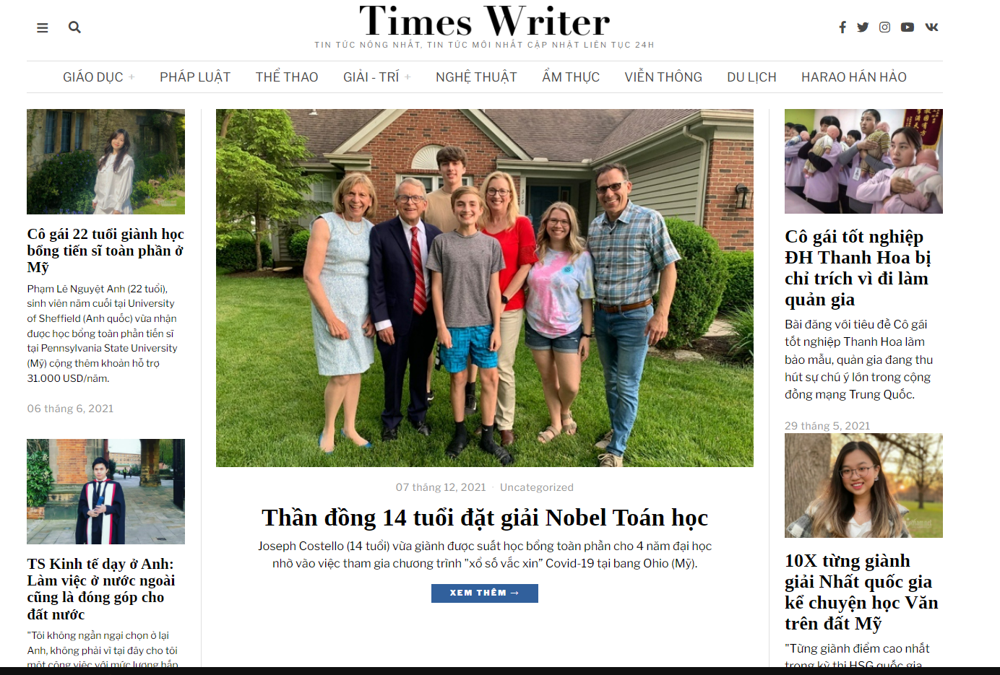 Times Writer
TIN TỨC NÓNG NHẤT, TIN TỨC MỚI NHẤT CẬP NHẬT LIÊN TỤC 24H
GIÁO DỤC +
PHÁP LUẬT
THỂ THAO
GIẢI - TRÍ +
NGHỆ THUẬT
ẨM THỰC
VIỄN THÔNG
DU LỊCH
HARAO HÁN HẢO
Cô gái 22 tuổi giành học
bổng tiến sĩ toàn phần ở
Mỹ
Phạm Lê Nguyệt Anh (22 tuổi),
sinh viên năm cuối tại University
of Sheffield (Anh quốc) vừa nhận
được học bổng toàn phần tiến sĩ
tại Pennsylvania State University
(Mỹ) cộng thêm khoản hỗ trợ
31.000 USD/năm.
06 tháng 6, 2021
TS Kinh tế dạy ở Anh:
Làm việc ở nước ngoài
cũng là đóng góp cho
đất nước
"Tôi không ngần ngại chọn ở lại
Anh, không phải vì tại đây cho tôi
một công việc với mức lương hấp
07 tháng 12, 2021 · Uncategorized
Thần đồng 14 tuổi đặt giải Nobel Toán học
Joseph Costello (14 tuổi) vừa giành được suất học bổng toàn phần cho 4 năm đại học
nhờ vào việc tham gia chương trình "xổ số vắc xin” Covid-19 tại bang Ohio (Mỹ).
XEM THÊM →
Cô gái tốt nghiệp
ĐH Thanh Hoa bị
chỉ trích vì đi làm
quản gia
Bài đăng với tiêu đề Cô gái
tốt nghiệp Thanh Hoa làm
bảo mẫu, quản gia đang thu
hút sự chú ý lớn trong cộng
đồng mạng Trung Quốc.
29 tháng 5, 2021
10X từng giành
giải Nhất quốc gia
kể chuyện học Văn
trên đất Mỹ
"Từng giành điểm cao nhất
trong kỳ thi HSG quốc gia